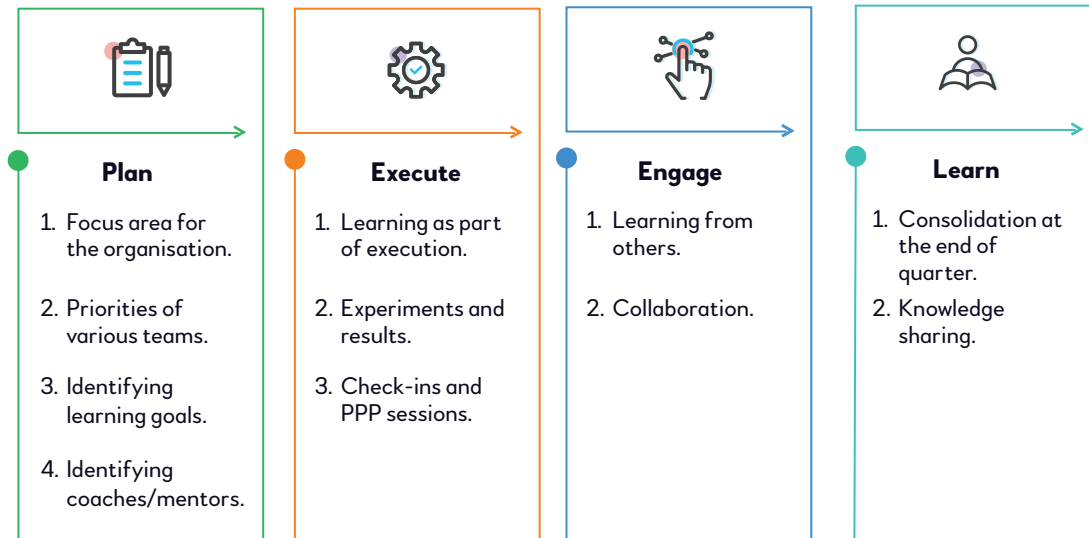 Plan
1. Focus area for
the organisation.
2. Priorities of
various teams.
3. Identifying
learning goals.
4. Identifying
coaches/mentors.
Execute
1. Learning as part
of execution.
2. Experiments and
results.
3. Check-ins and
PPP sessions.
Engage
1. Learning from
others.
2. Collaboration.
Learn
1. Consolidation at
the end of
quarter.
2. Knowledge
sharing.